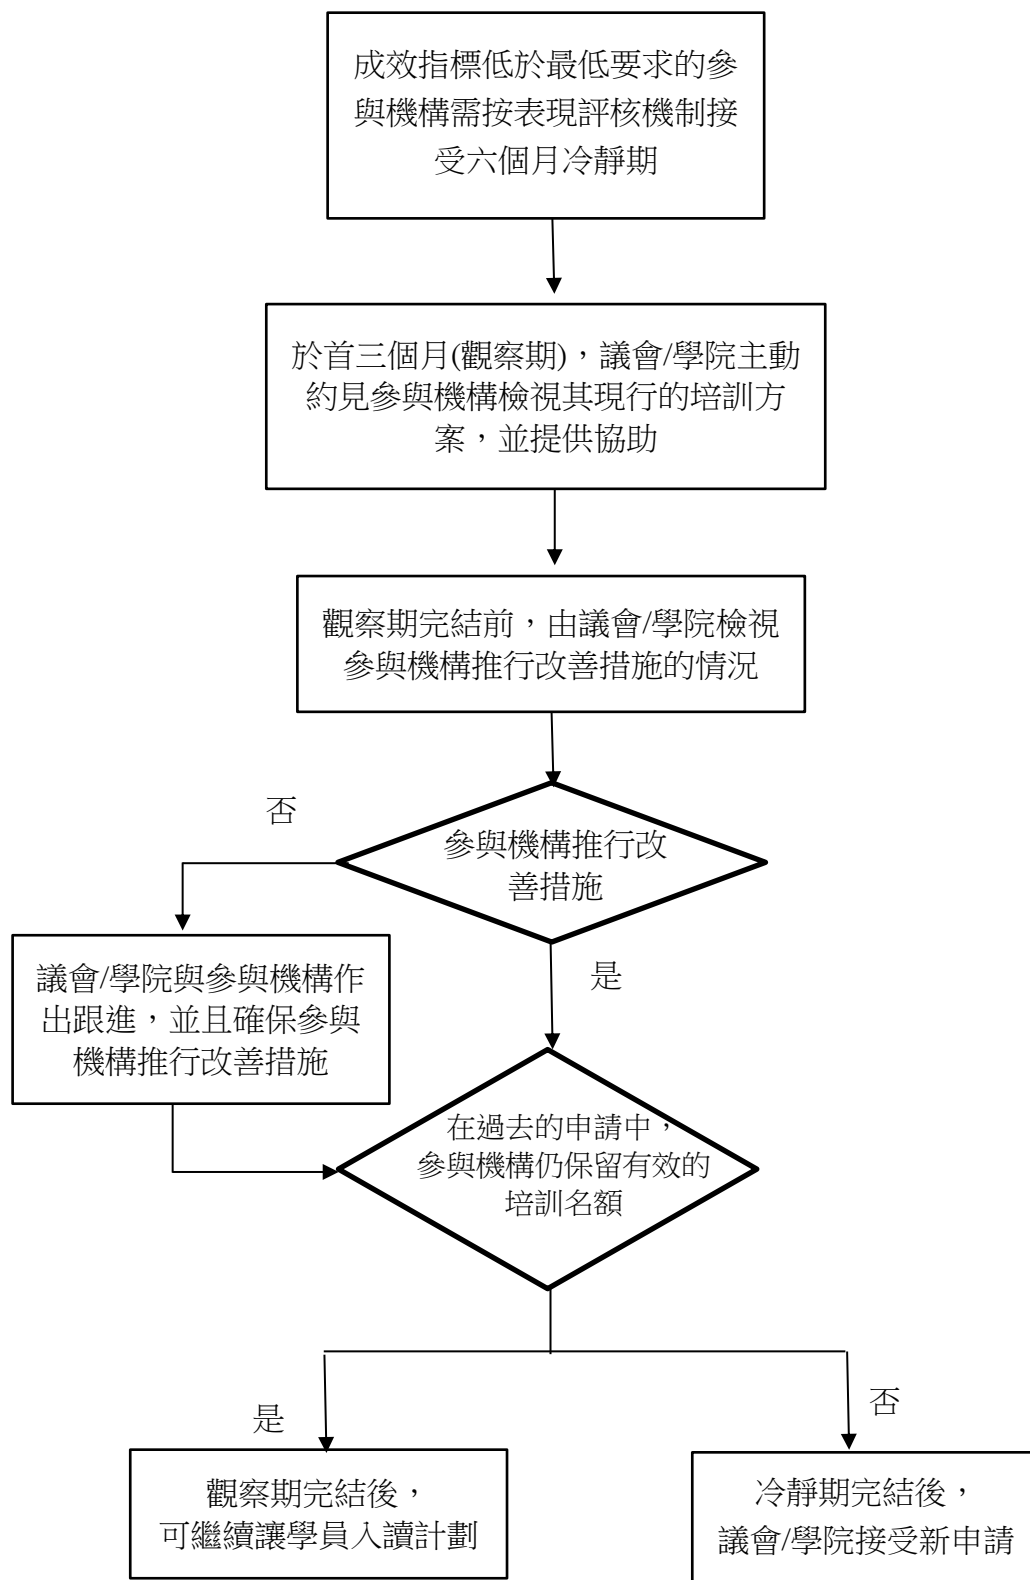 成效指標低於最低要求的參
與機構需按表現評核機制接
受六個月冷靜期
於首三個月(觀察期)，議會/學院主動
約見參與機構檢視其現行的培訓方
案，並提供協助
觀察期完結前，由議會/學院檢視
參與機構推行改善措施的情況
否
參與機構推行改
善措施
議會/學院與參與機構作
出跟進，並且確保參與
機構推行改善措施
是
在過去的申請中，
參與機構仍保留有效的
培訓名額
是
否
觀察期完結後，
可繼續讓學員入讀計劃
冷靜期完結後，
議會/學院接受新申請